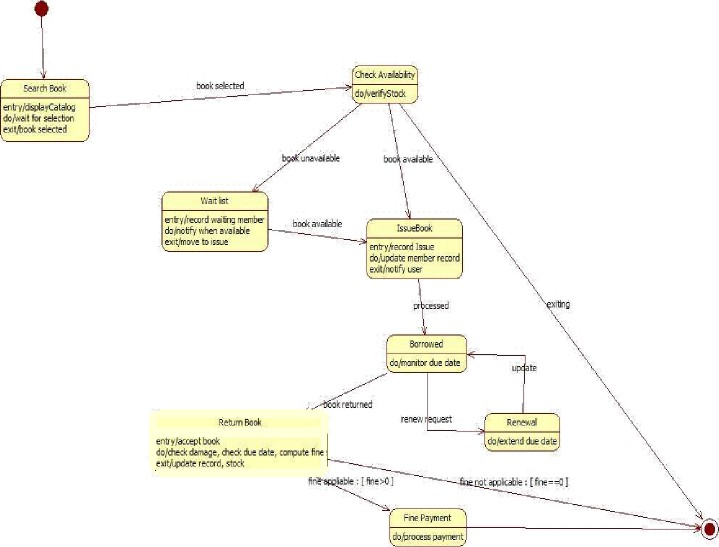 Search Book
entry/displayCatalog
do/wait for selection
exit/book selected
book selected
Check Availability
do/verifyStock
book unavailable
book available
Wait list
entry/record waiting member
do/notify when available
exit/move to issue
book available
IssueBook
entry/record Issue
do/update member record
exit/notify user
exiting
processed
Borrowed
do/monitor due date
update
book returned
renew request
Renewal
do/extend due date
Return Book
entry/accept book
do/check damage, check due date, compute fine
exit/update record, stock
fine appliable : [ fine>0 ]
fine not applicable : [ fine==0 ]
Fine Payment
do/process payment